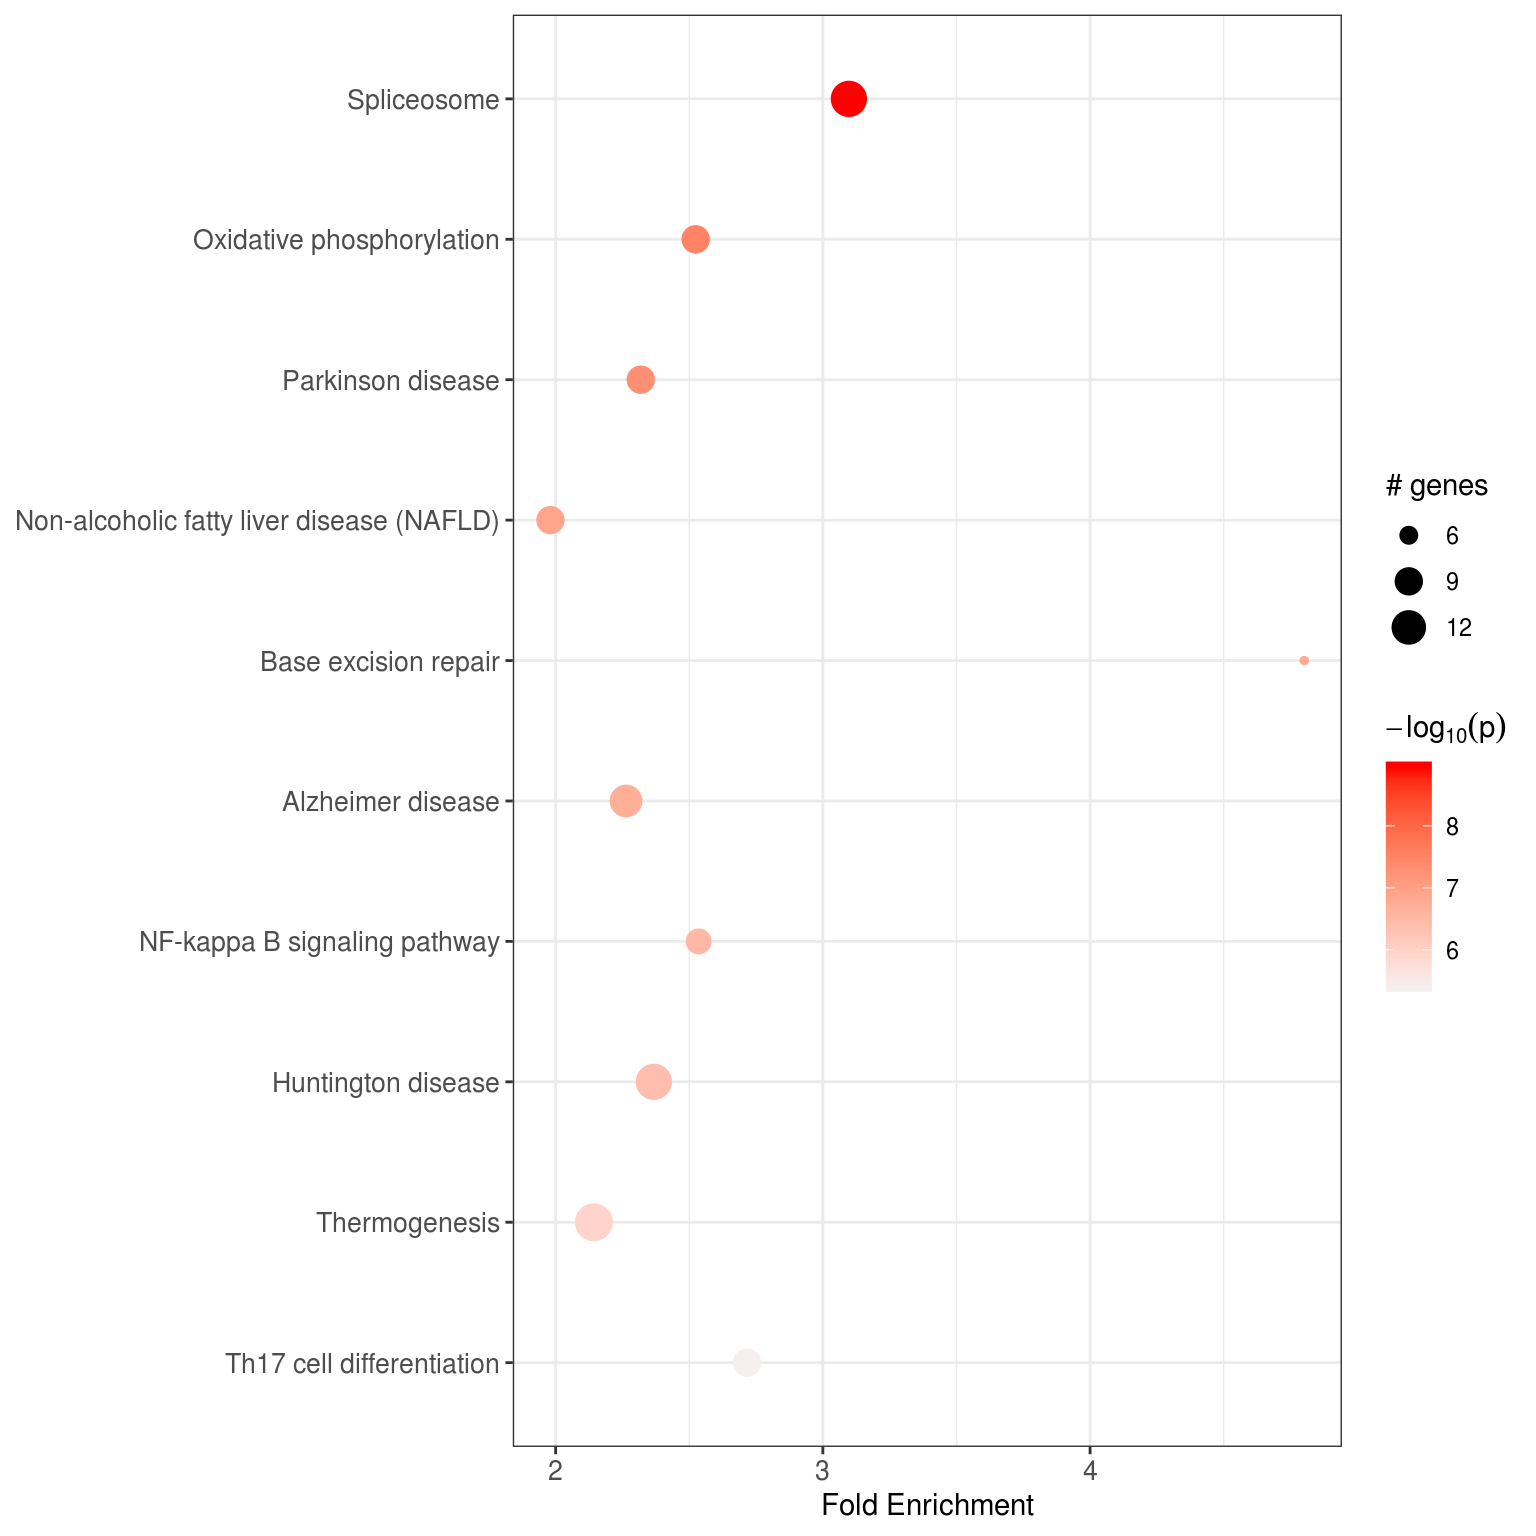 Spliceosome
Oxidative phosphorylation
Parkinson disease
Non-alcoholic fatty liver disease (NAFLD)
Base excision repair
Alzheimer disease
NF-kappa B signaling pathway
Huntington disease
Thermogenesis
Th17 cell differentiation
2 3 4
Fold Enrichment
# genes
6
9
12
−log₁₀(p)
8
7
6